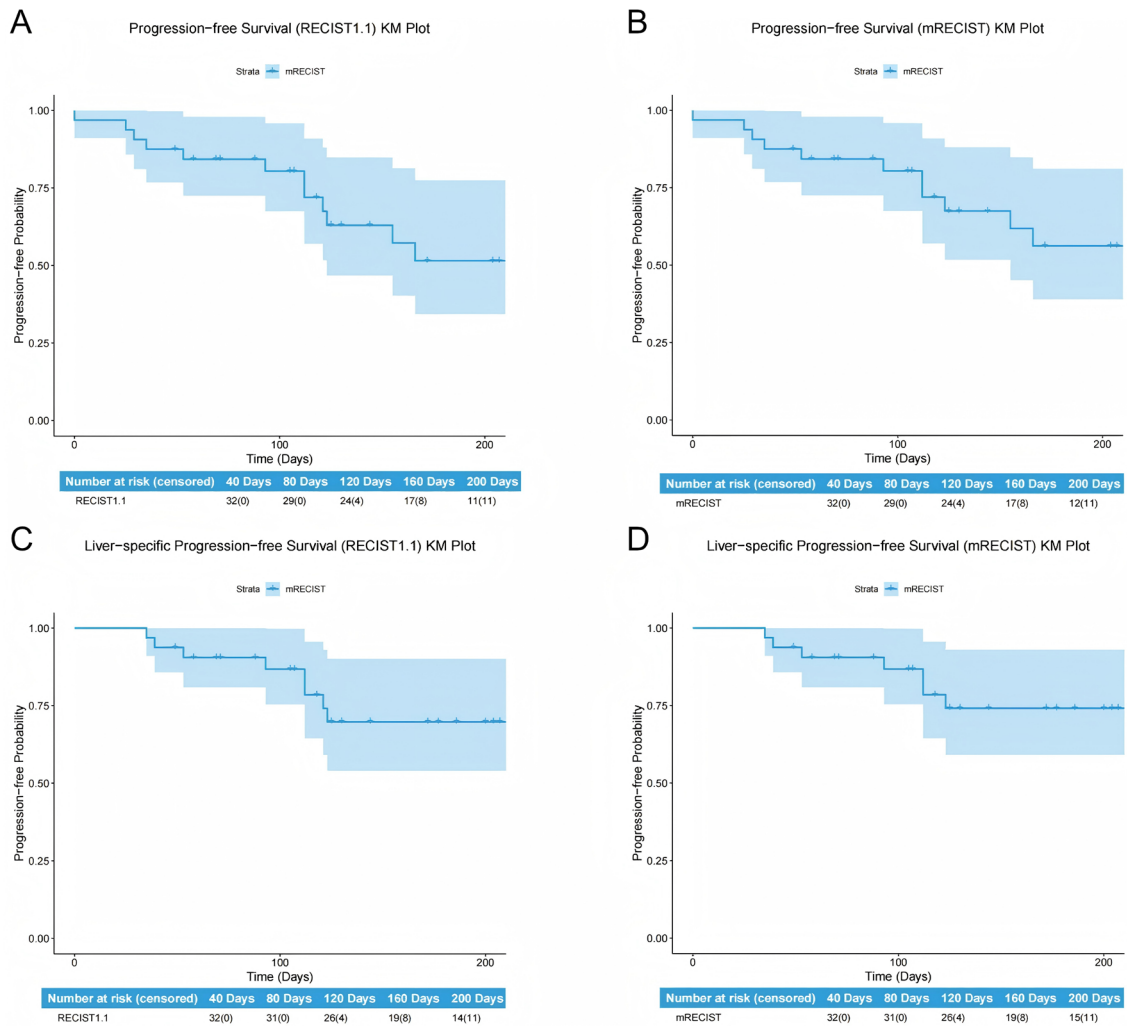 A
Progression-free Survival (RECIST1.1) KM Plot
Strata mRECIST
Progression-free Probability
1.00
0.75
0.50
0.25
0.00
0 100 200
Time (Days)
Number at risk (censored) 40 Days 80 Days 120 Days 160 Days 200 Days
RECIST1.1 32(0) 29(0) 24(4) 17(8) 11(11)
B
Progression-free Survival (mRECIST) KM Plot
Strata mRECIST
Progression-free Probability
1.00
0.75
0.50
0.25
0.00
0 100 200
Time (Days)
Number at risk (censored) 40 Days 80 Days 120 Days 160 Days 200 Days
mRECIST 32(0) 29(0) 24(4) 17(8) 12(11)
C
Liver-specific Progression-free Survival (RECIST1.1) KM Plot
Strata mRECIST
Progression-free Probability
1.00
0.75
0.50
0.25
0.00
0 100 200
Time (Days)
Number at risk (censored) 40 Days 80 Days 120 Days 160 Days 200 Days
RECIST1.1 32(0) 31(0) 26(4) 19(8) 14(11)
D
Liver-specific Progression-free Survival (mRECIST) KM Plot
Strata mRECIST
Progression-free Probability
1.00
0.75
0.50
0.25
0.00
0 100 200
Time (Days)
Number at risk (censored) 40 Days 80 Days 120 Days 160 Days 200 Days
mRECIST 32(0) 31(0) 26(4) 19(8) 15(11)